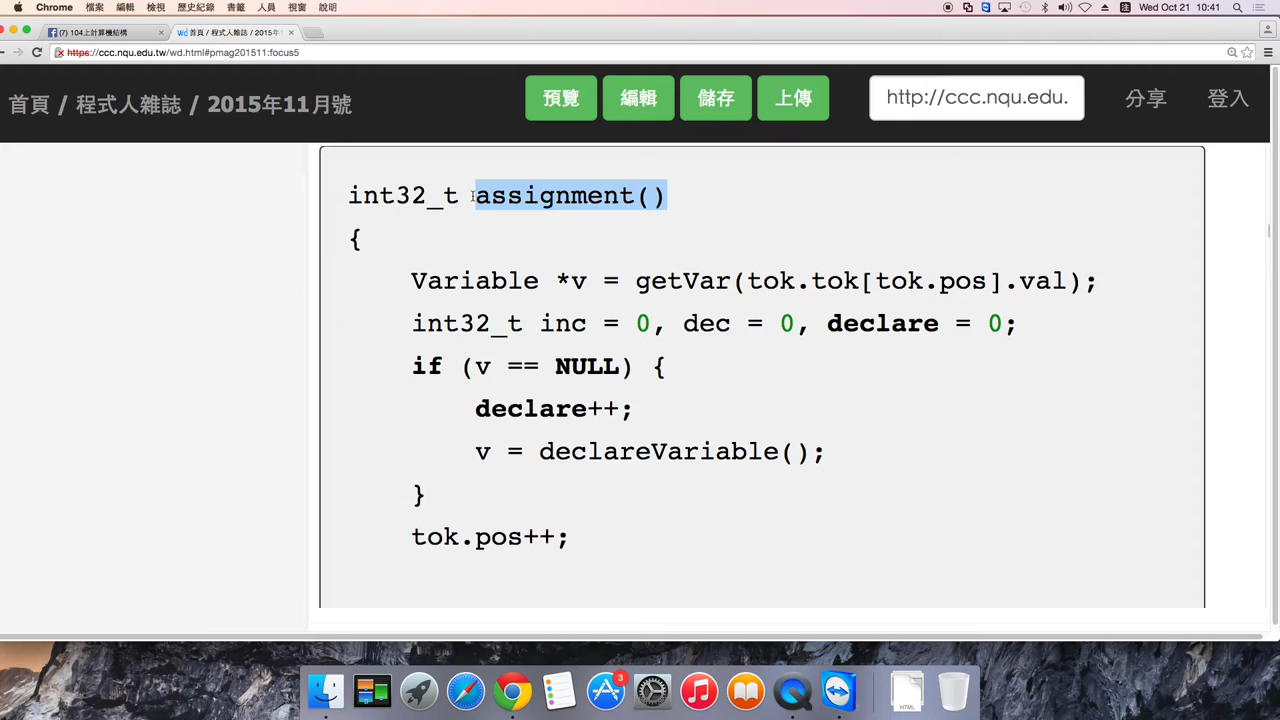 Chrome 檔案 編輯 檢視 歷史紀錄 書籤 人員 視窗 說明 Wed Oct 21 10:41
(7) 104上計算機結構
Wd 首頁 / 程式人雜誌 / 2015年1
https://ccc.nqu.edu.tw/wd.html#pmag201511:focus5
首頁 / 程式人雜誌 / 2015年11月號
預覽 編輯 儲存 上傳
http://ccc.nqu.edu.
分享 登入
int32_t assignment()
{
Variable *v = getVar(tok.tok[tok.pos].val);
int32_t inc = 0, dec = 0, declare = 0;
if (v == NULL) {
declare++;
v = declareVariable();
}
tok.pos++;
3
HTML